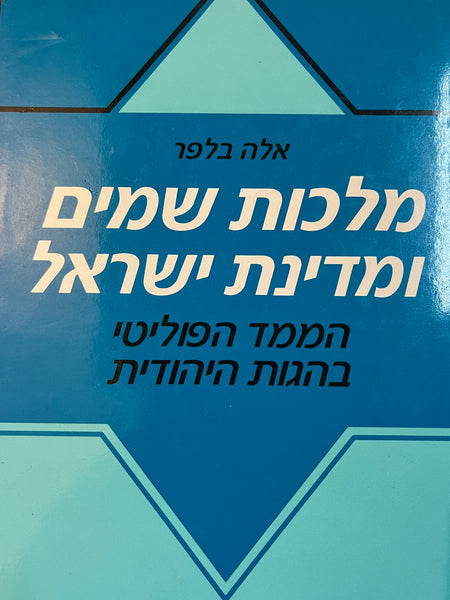 אלה בלפר
מלכות שמים
ומדינת ישראל
הממד הפוליטי
בהגות היהודית